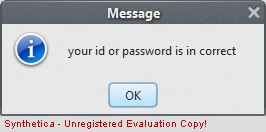 Message
your id or password is in correct
OK
Synthetica - Unregistered Evaluation Copy!